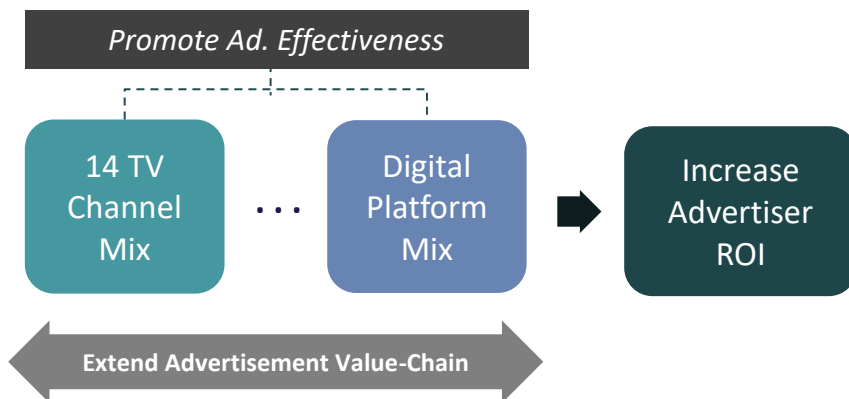 Promote Ad. Effectiveness
14 TV
Channel
Mix
...
Digital
Platform
Mix
Increase
Advertiser
ROI
Extend Advertisement Value-Chain